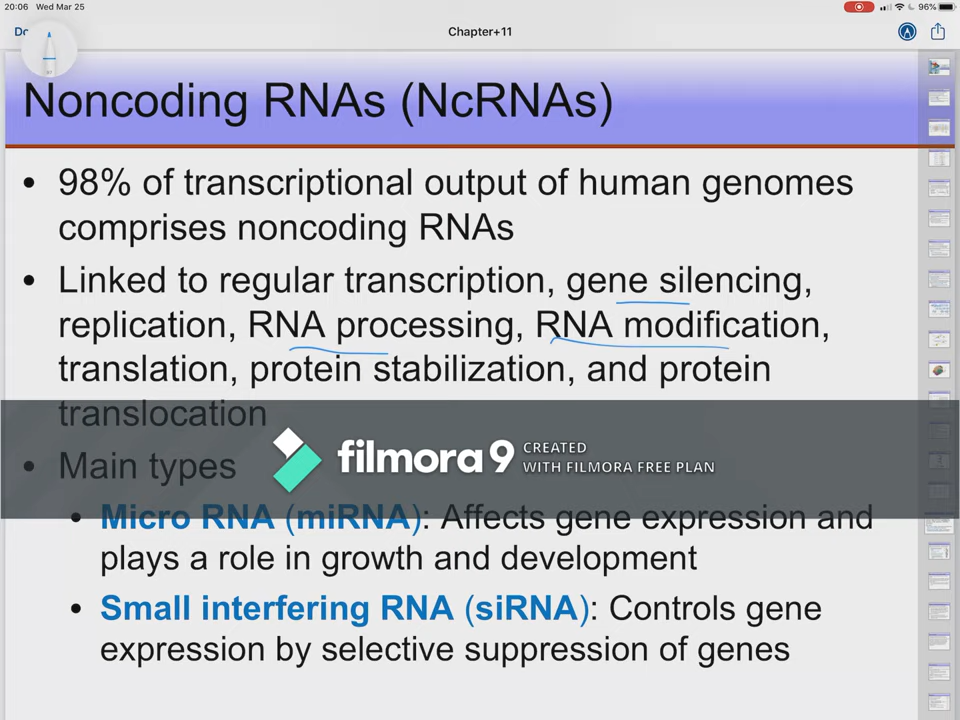 20:06 Wed Mar 25
96%
Chapter+11
Noncoding RNAs (NcRNAs)
• 98% of transcriptional output of human genomes
comprises noncoding RNAs
• Linked to regular transcription, gene silencing,
replication, RNA processing, RNA modification,
translation, protein stabilization, and protein
translocation
• Main types
filmora9 CREATED
WITH FILMORA FREE PLAN
• Micro RNA (miRNA): Affects gene expression and
plays a role in growth and development
• Small interfering RNA (siRNA): Controls gene
expression by selective suppression of genes